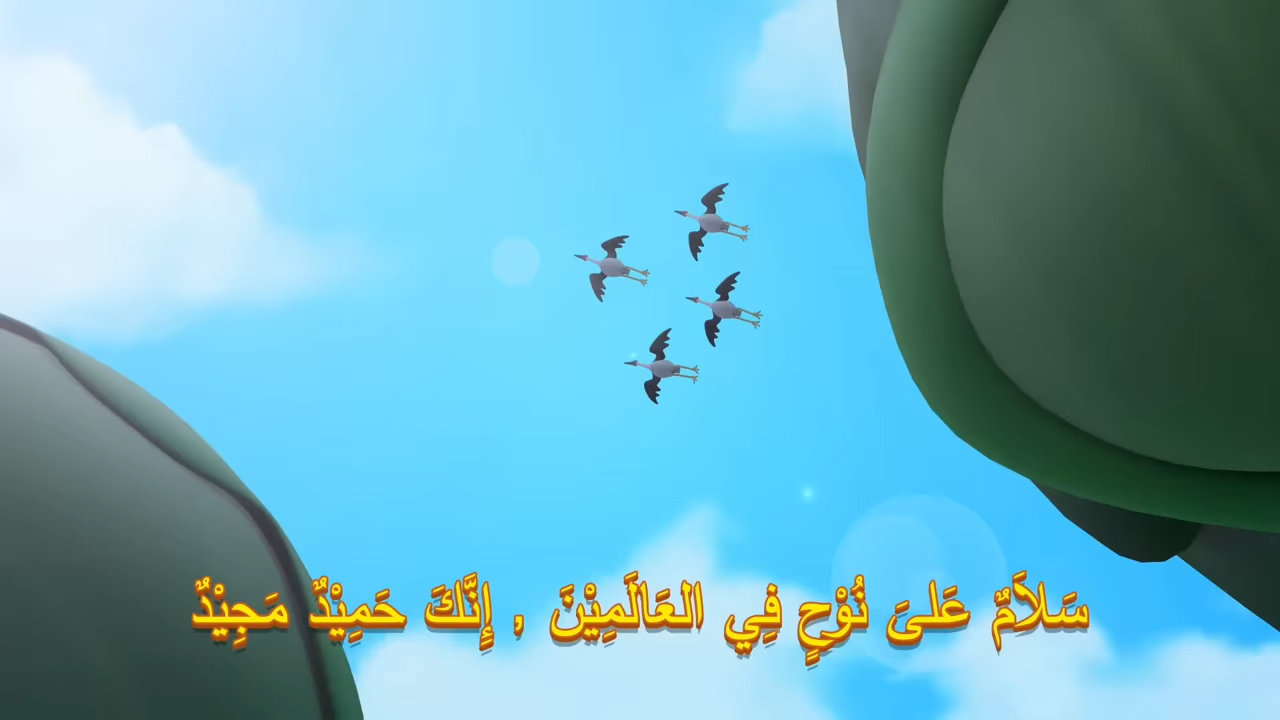 سَلاَمٌ عَلىَ نُوْحٍ فِي العَالَمِيْنَ , إِنَّكَ حَمِيْدٌ مَجِيْدٌ